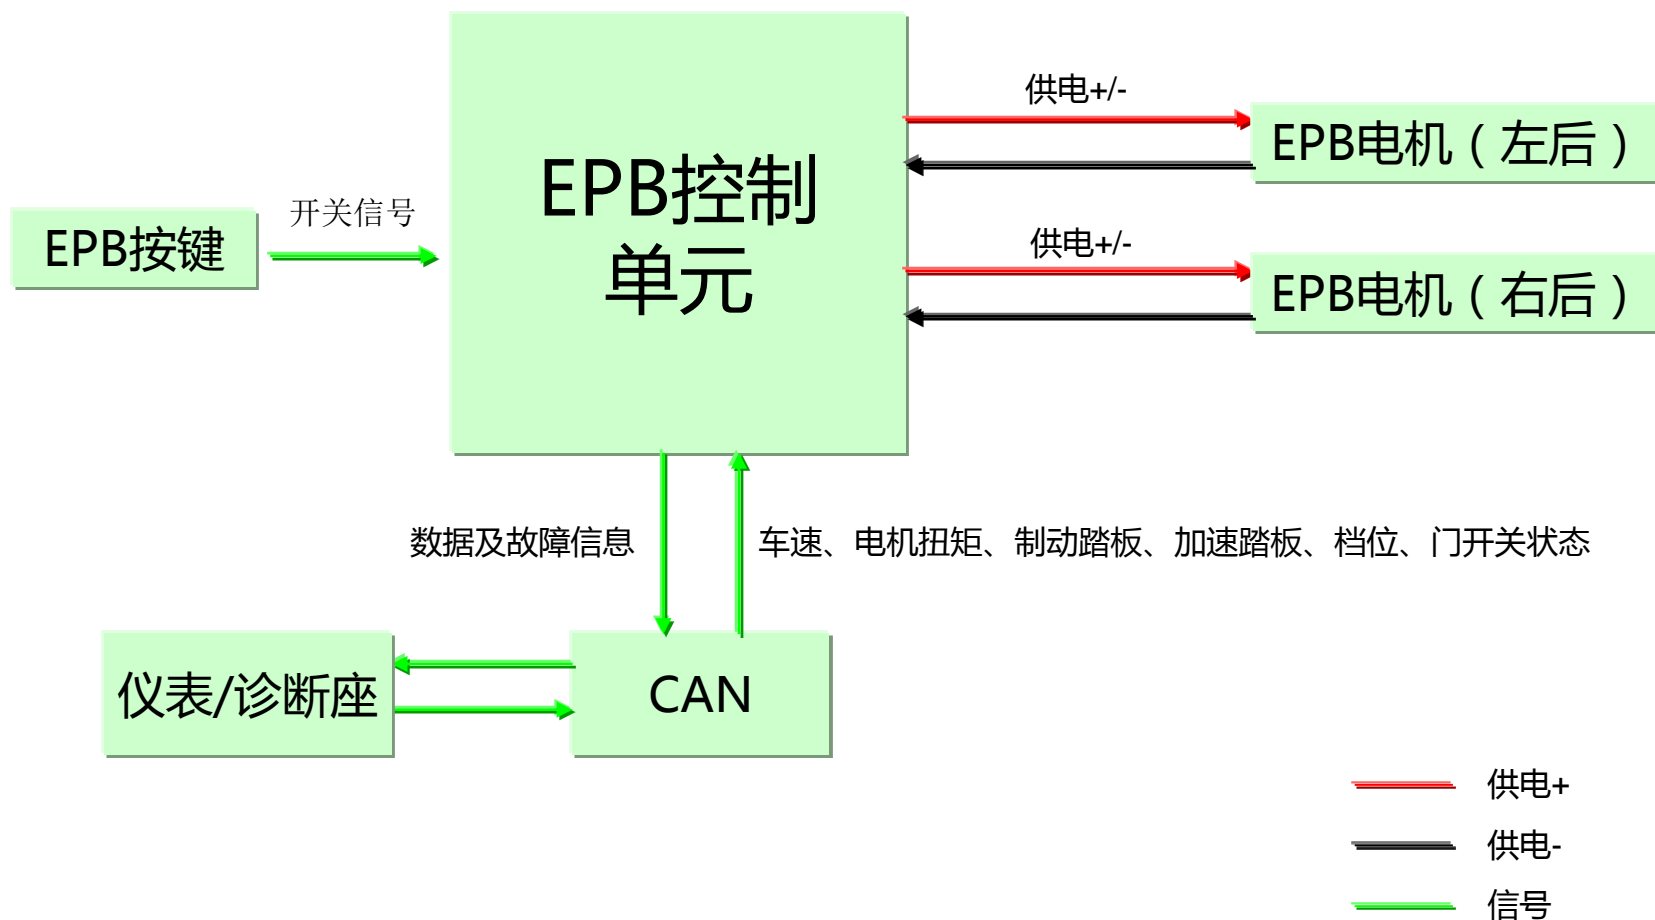 供电+/-
EPB电机（左后）
EPB控制
单元
开关信号
EPB按键
供电+/-
EPB电机（右后）
数据及故障信息
车速、电机扭矩、制动踏板、加速踏板、档位、门开关状态
仪表/诊断座
CAN
供电+
供电-
信号